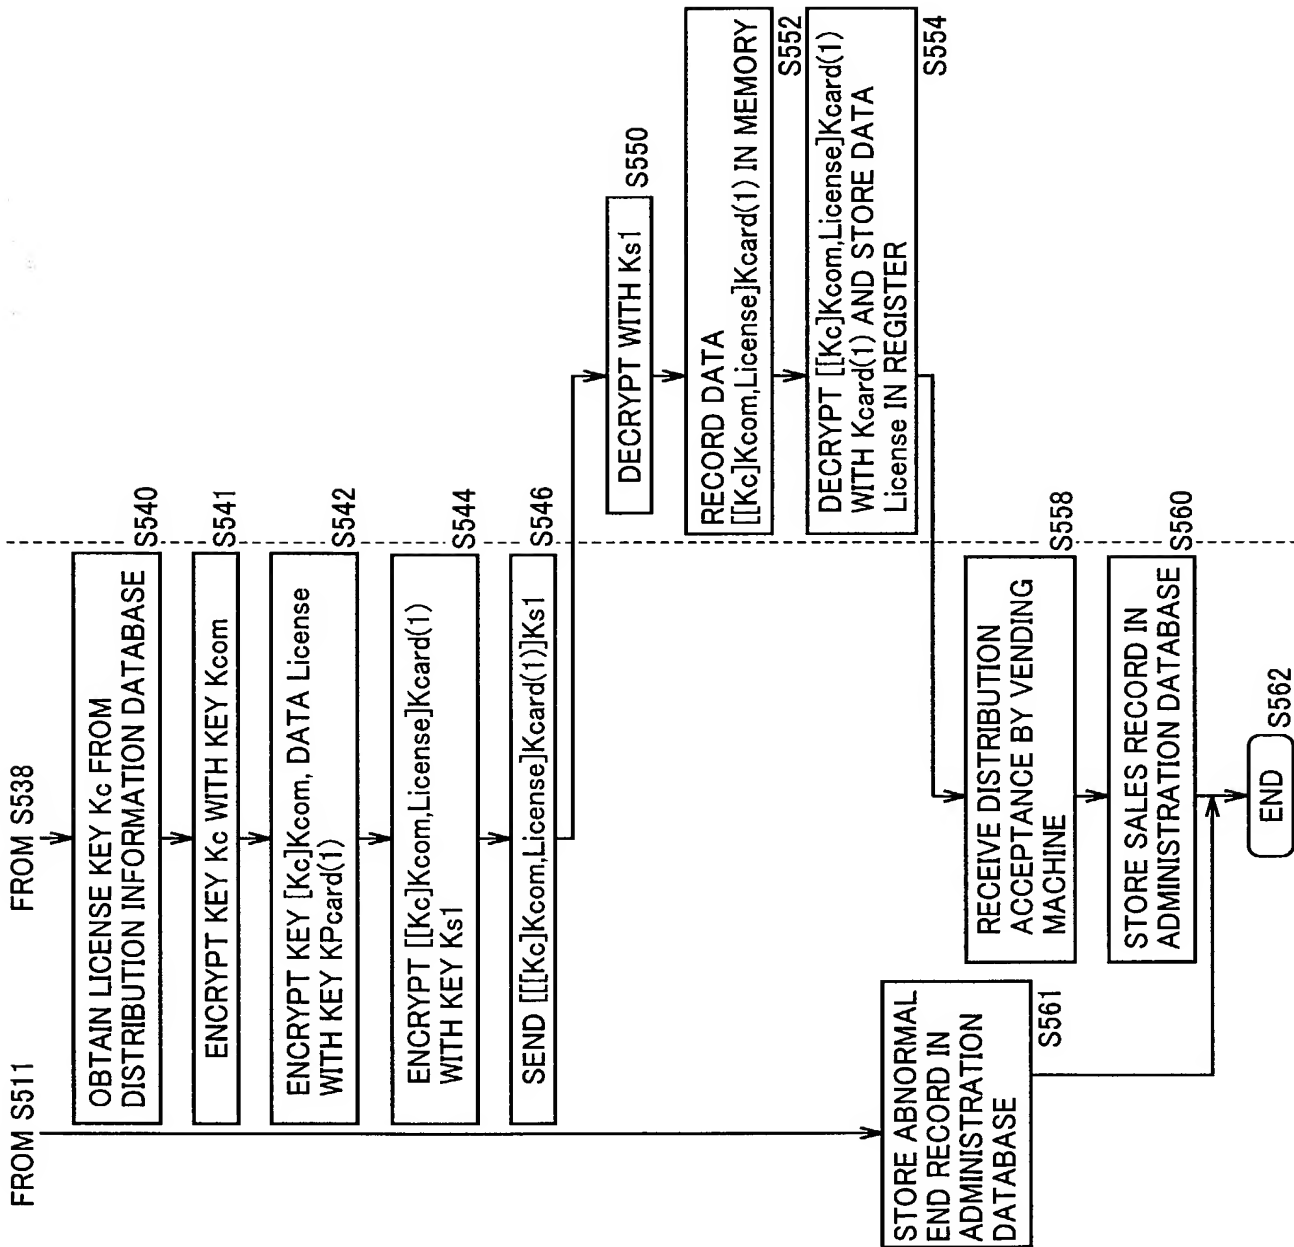 FROM S511
FROM S538
OBTAIN LICENSE KEY Kc FROM
DISTRIBUTION INFORMATION DATABASE
S540
ENCRYPT KEY Kc WITH KEY Kcom
S541
ENCRYPT KEY [Kc]Kcom, DATA License
WITH KEY KPcard(1)
S542
ENCRYPT [[Kc]Kcom,License]Kcard(1)
WITH KEY Ks1
S544
SEND [[[Kc]Kcom,License]Kcard(1)]Ks1
S546
DECRYPT WITH Ks1
S550
RECORD DATA
[[Kc]Kcom,License]Kcard(1) IN MEMORY
S552
DECRYPT [[Kc]Kcom,License]Kcard(1)
WITH Kcard(1) AND STORE DATA
License IN REGISTER
S554
STORE ABNORMAL
END RECORD IN
ADMINISTRATION
DATABASE
S561
RECEIVE DISTRIBUTION
ACCEPTANCE BY VENDING
MACHINE
S558
STORE SALES RECORD IN
ADMINISTRATION DATABASE
S560
END
S562